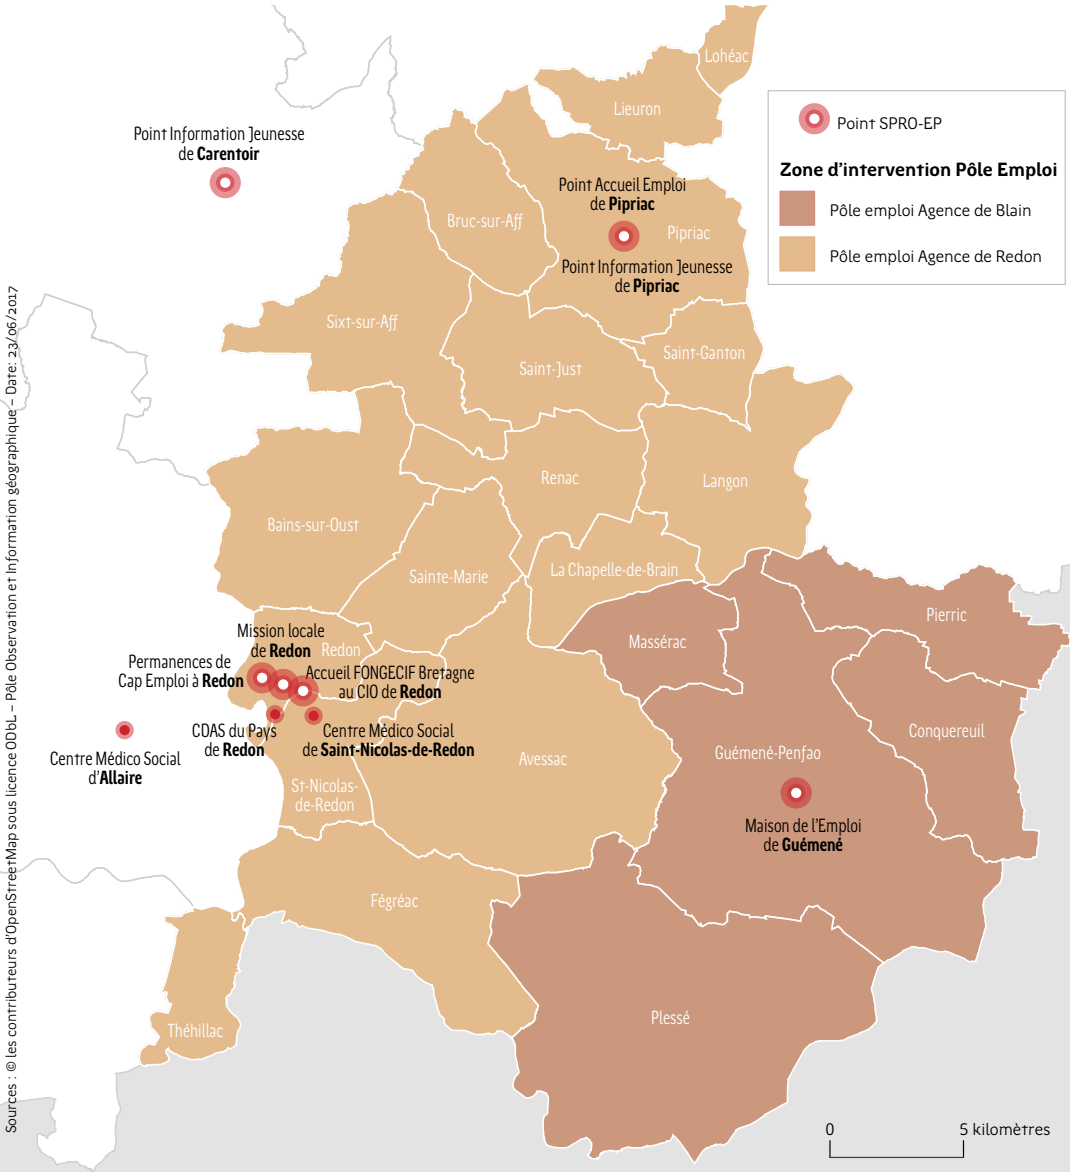 Lohéac
Lieuron
Point SPRO-EP
Zone d'intervention Pôle Emploi
Pôle emploi Agence de Blain
Pôle emploi Agence de Redon
Point Information Jeunesse
de Carentoir
Point Accueil Emploi
de Pipriac
Pipriac
Point Information Jeunesse
de Pipriac
Bruc-sur-Aff
Sixt-sur-Aff
Saint-Ganton
Saint-Just
Renac
Langon
Bains-sur-Oust
Sainte-Marie
La Chapelle-de-Brain
Pierric
Massérac
Mission locale
de Redon
Redon
Permanences de
Cap Emploi à Redon
Accueil FONGECIF Bretagne
au CIO de Redon
CDAS du Pays
de Redon
Centre Médico Social
de Saint-Nicolas-de-Redon
Centre Médico Social
d'Allaire
Conquereuil
Guémené-Penfao
Avessac
St-Nicolas-
de-Redon
Maison de l'Emploi
de Guémené
Fégréac
Plessé
Théhillac
0 5 kilomètres
Sources : © les contributeurs d'OpenStreetMap sous licence ODbL – Pôle Observation et Information géographique – Date: 23/06/2017